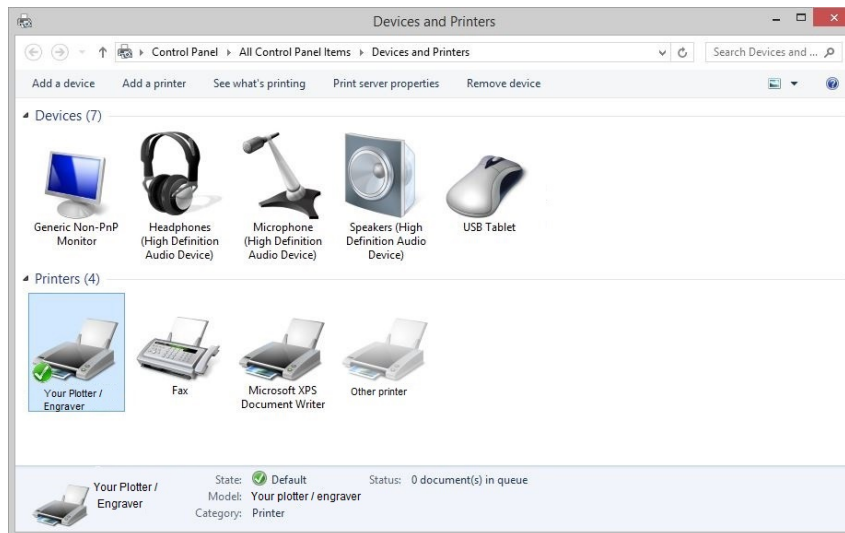 Devices and Printers
Control Panel ▸ All Control Panel Items ▸ Devices and Printers
Search Devices and ...
Add a device Add a printer See what's printing Print server properties Remove device
Devices (7)
Generic Non-PnP
Monitor
Headphones
(High Definition
Audio Device)
Microphone
(High Definition
Audio Device)
Speakers (High
Definition Audio
Device)
USB Tablet
Printers (4)
Your Plotter /
Engraver
Fax
Microsoft XPS
Document Writer
Other printer
Your Plotter /
Engraver
State: Default Status: 0 document(s) in queue
Model: Your plotter / engraver
Category: Printer